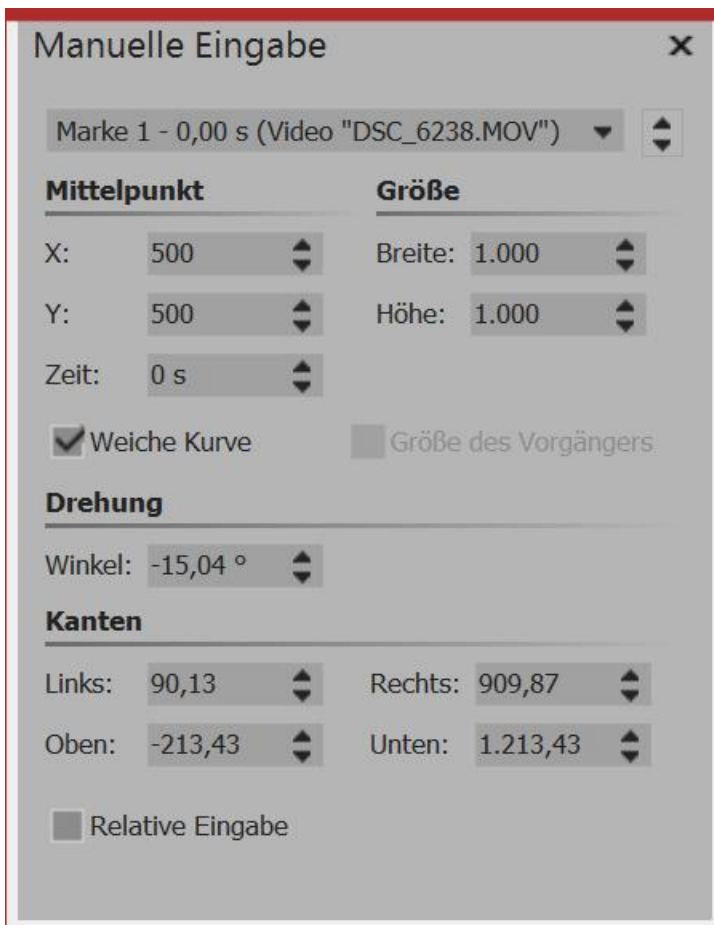 Manuelle Eingabe
Marke 1 - 0,00 s (Video "DSC_6238.MOV")
Mittelpunkt Größe
X: 500 Breite: 1.000
Y: 500 Höhe: 1.000
Zeit: 0 s
Weiche Kurve Größe des Vorgängers
Drehung
Winkel: -15,04 °
Kanten
Links: 90,13 Rechts: 909,87
Oben: -213,43 Unten: 1.213,43
Relative Eingabe